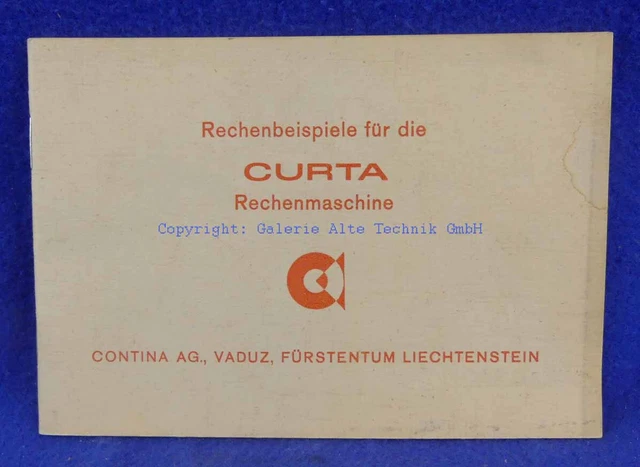 Rechenbeispiele für die
CURTA
Rechenmaschine
Copyright: Galerie Alte Technik GmbH
CONTINA AG., VADUZ, FÜRSTENTUM LIECHTENSTEIN